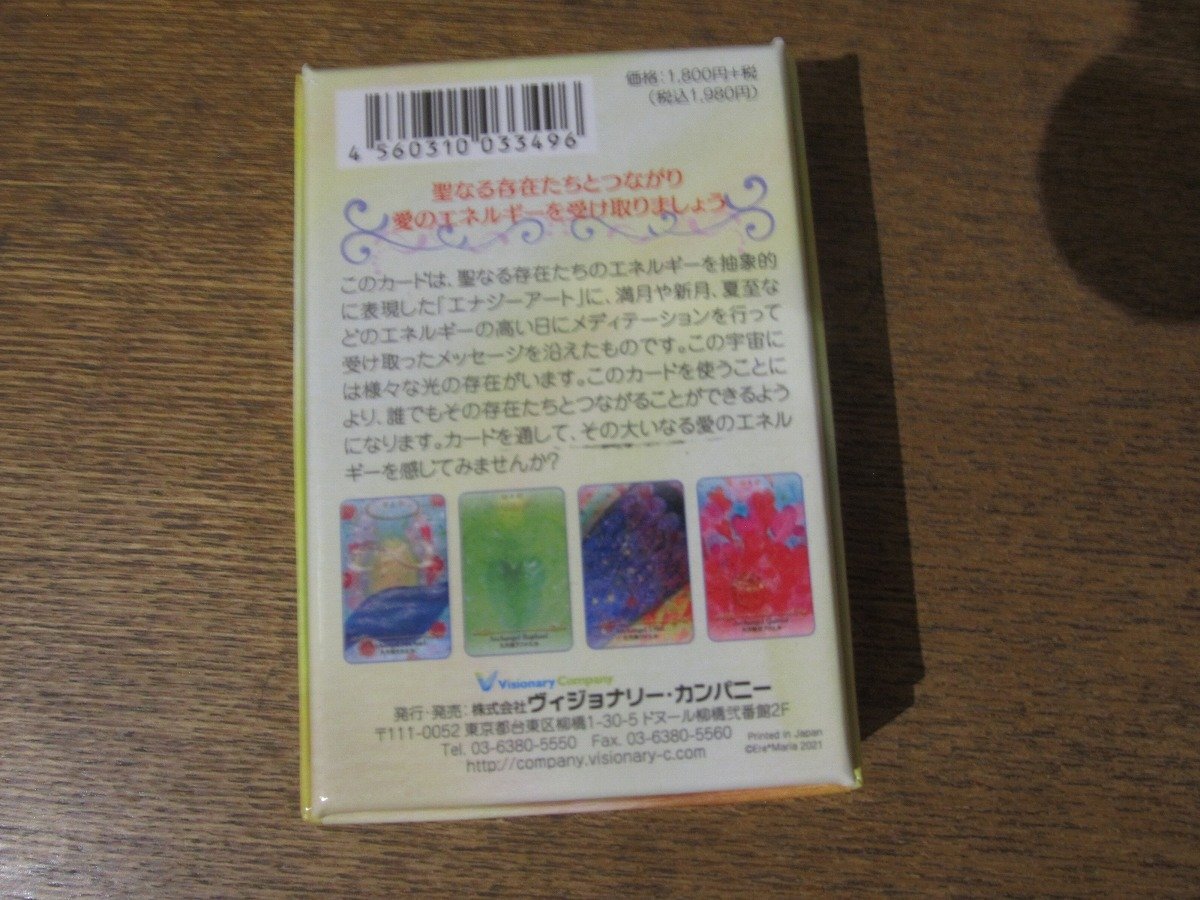 価格:1,800円+税
(税込1,980円)
4 560310 033496
聖なる存在たちとつながり
愛のエネルギーを受け取りましょう
このカードは、聖なる存在たちのエネルギーを抽象的
に表現した「エナジーアート」に、満月や新月、夏至な
どのエネルギーの高い日にメディテーションを行って
受け取ったメッセージを沿えたものです。この宇宙に
は様々な光の存在がいます。このカードを使うことに
より、誰でもその存在たちとつながることができるよう
になります。カードを通して、その大いなる愛のエネル
ギーを感じてみませんか?
Archangel Raphael
Visionary Company
発行・発売: 株式会社ヴィジョナリー・カンパニー
〒111-0052 東京都台東区柳橋1-30-5 ドヌール柳橋弐番館2F
Tel. 03-6380-5550 Fax. 03-6380-5560
http://company.visionary-c.com
Printed in Japan
©Era*Maria 2021